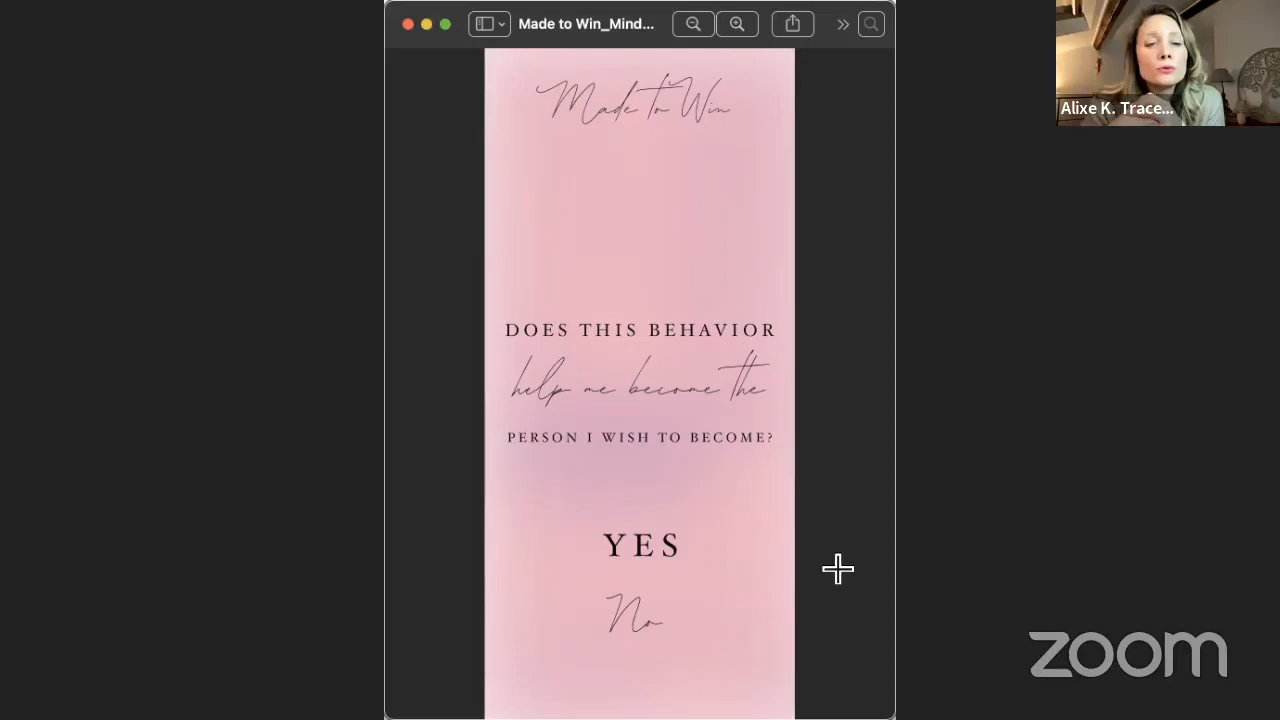 Made to Win_Mind...
Alixe K. Trace...
Made to Win
DOES THIS BEHAVIOR
help me become the
PERSON I WISH TO BECOME?
YES
No
zoom